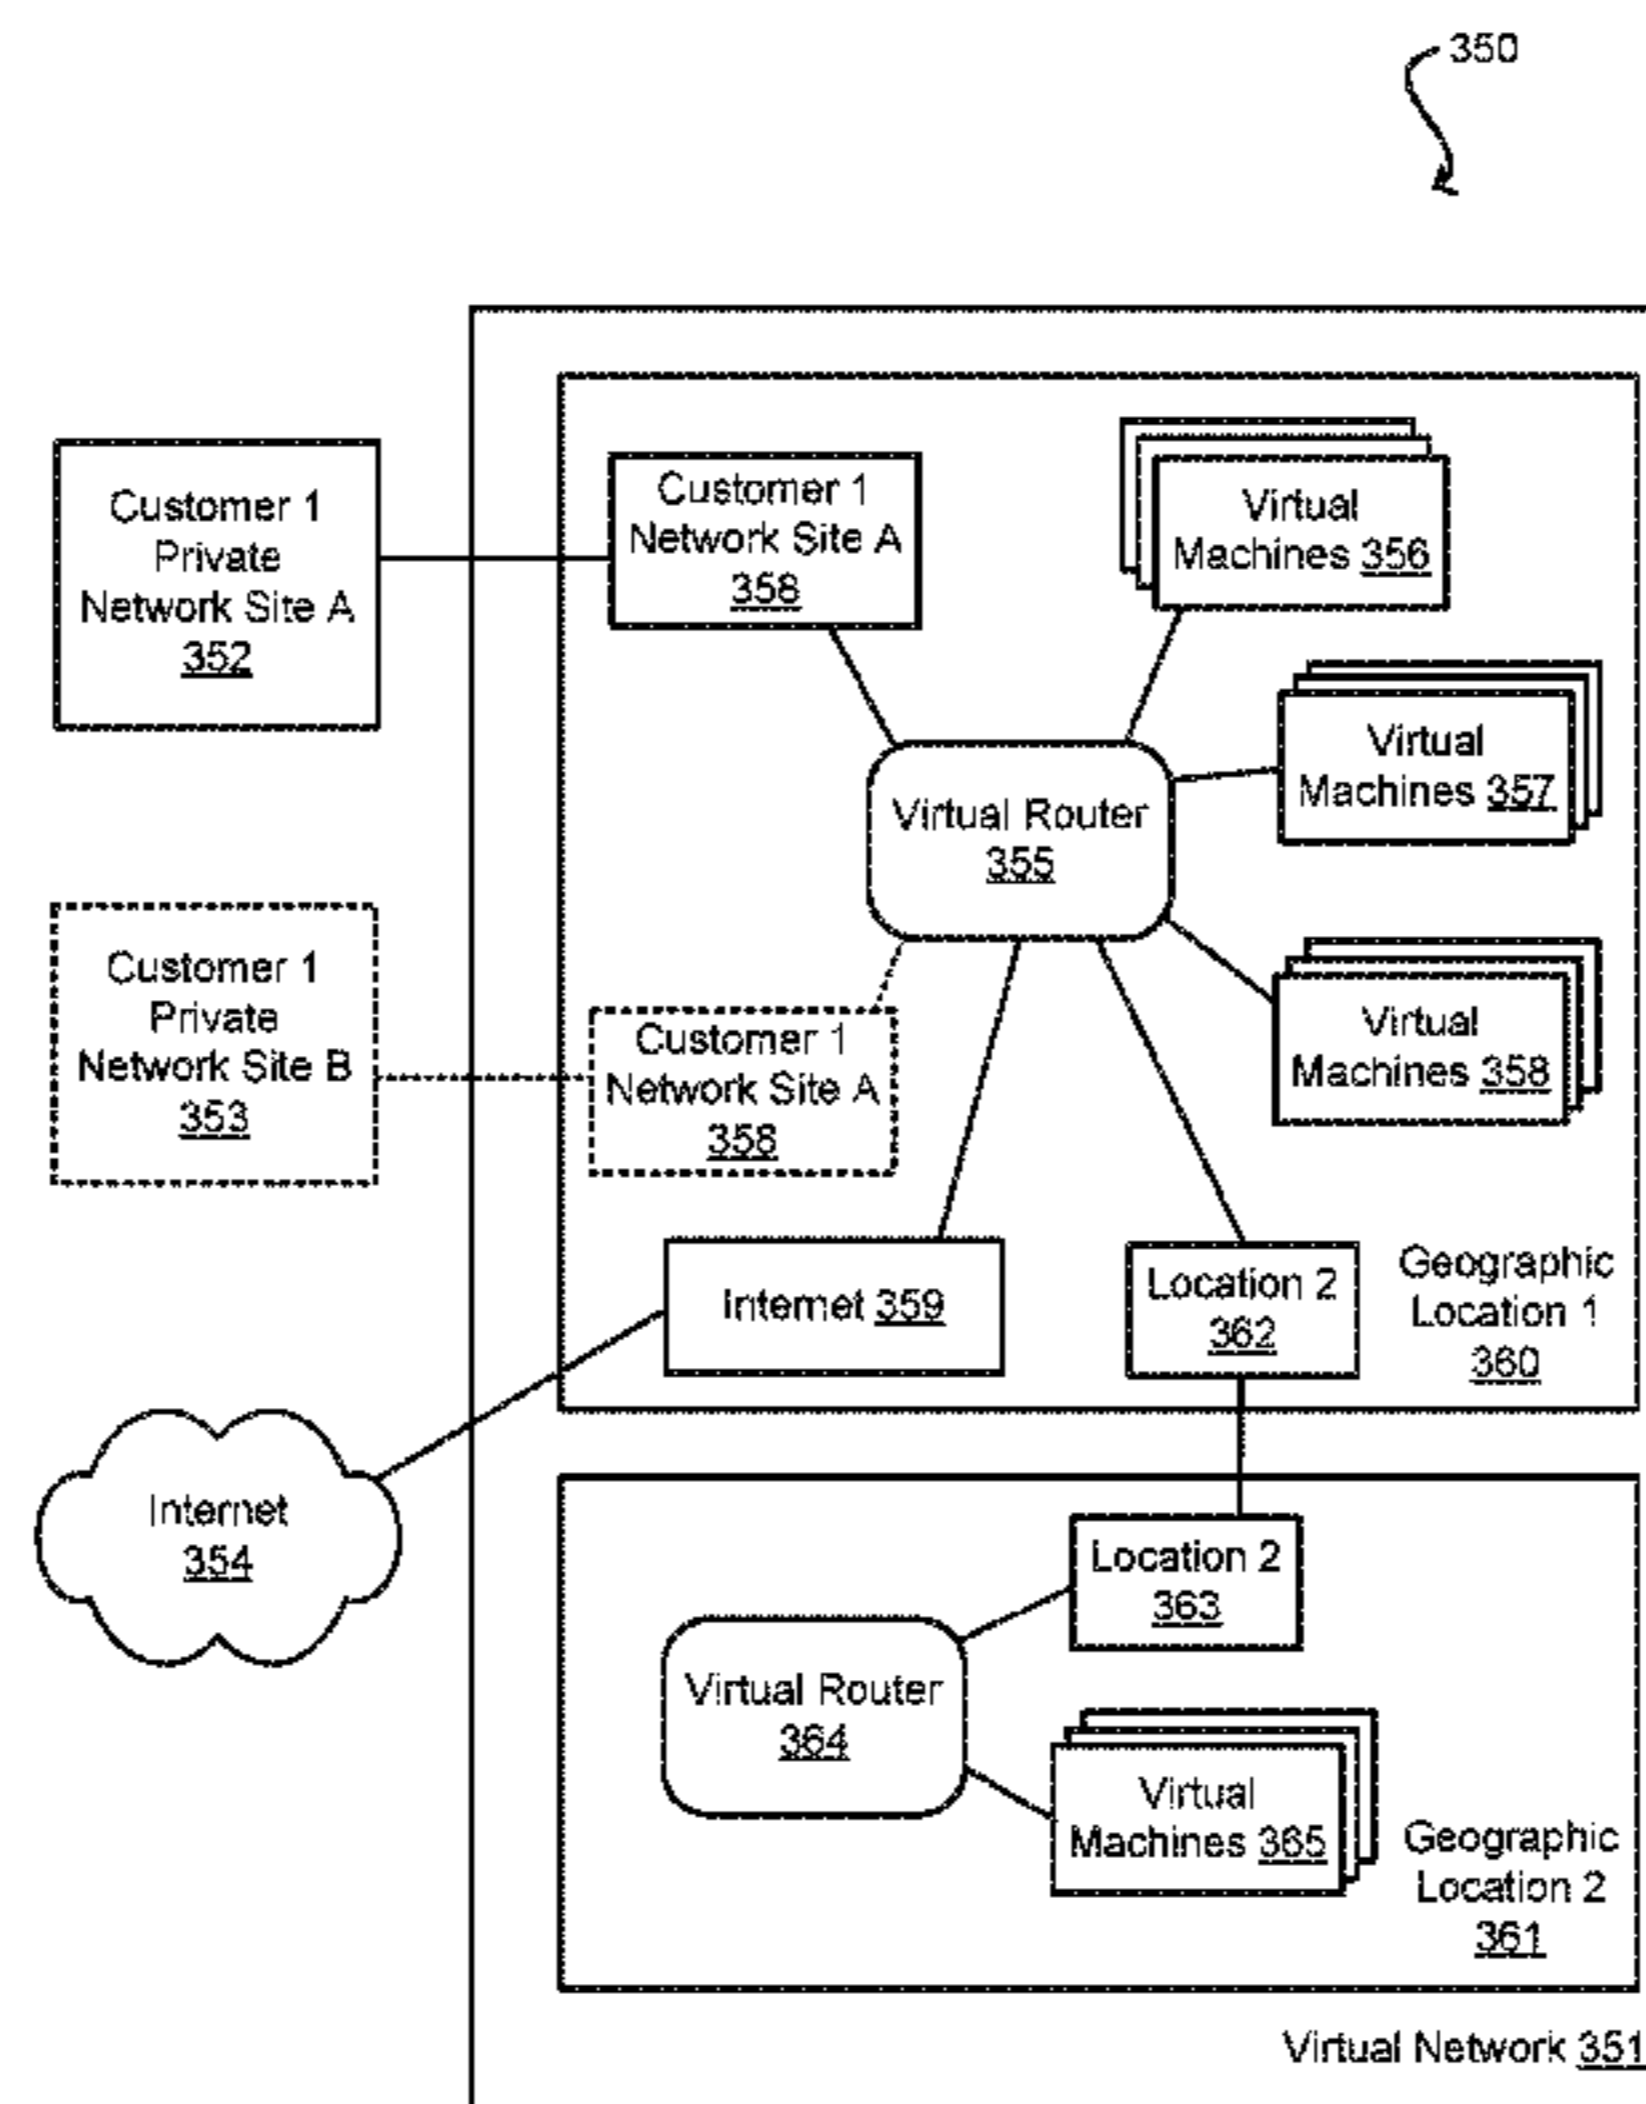 350
Customer 1
Private
Network Site A
352
Customer 1
Network Site A
358
Virtual
Machines 356
Virtual
Machines 357
Virtual Router
355
Customer 1
Private
Network Site B
353
Customer 1
Network Site A
358
Virtual
Machines 358
Internet 359
Location 2
362
Geographic
Location 1
360
Internet
354
Location 2
363
Virtual Router
364
Virtual
Machines 365
Geographic
Location 2
361
Virtual Network 351